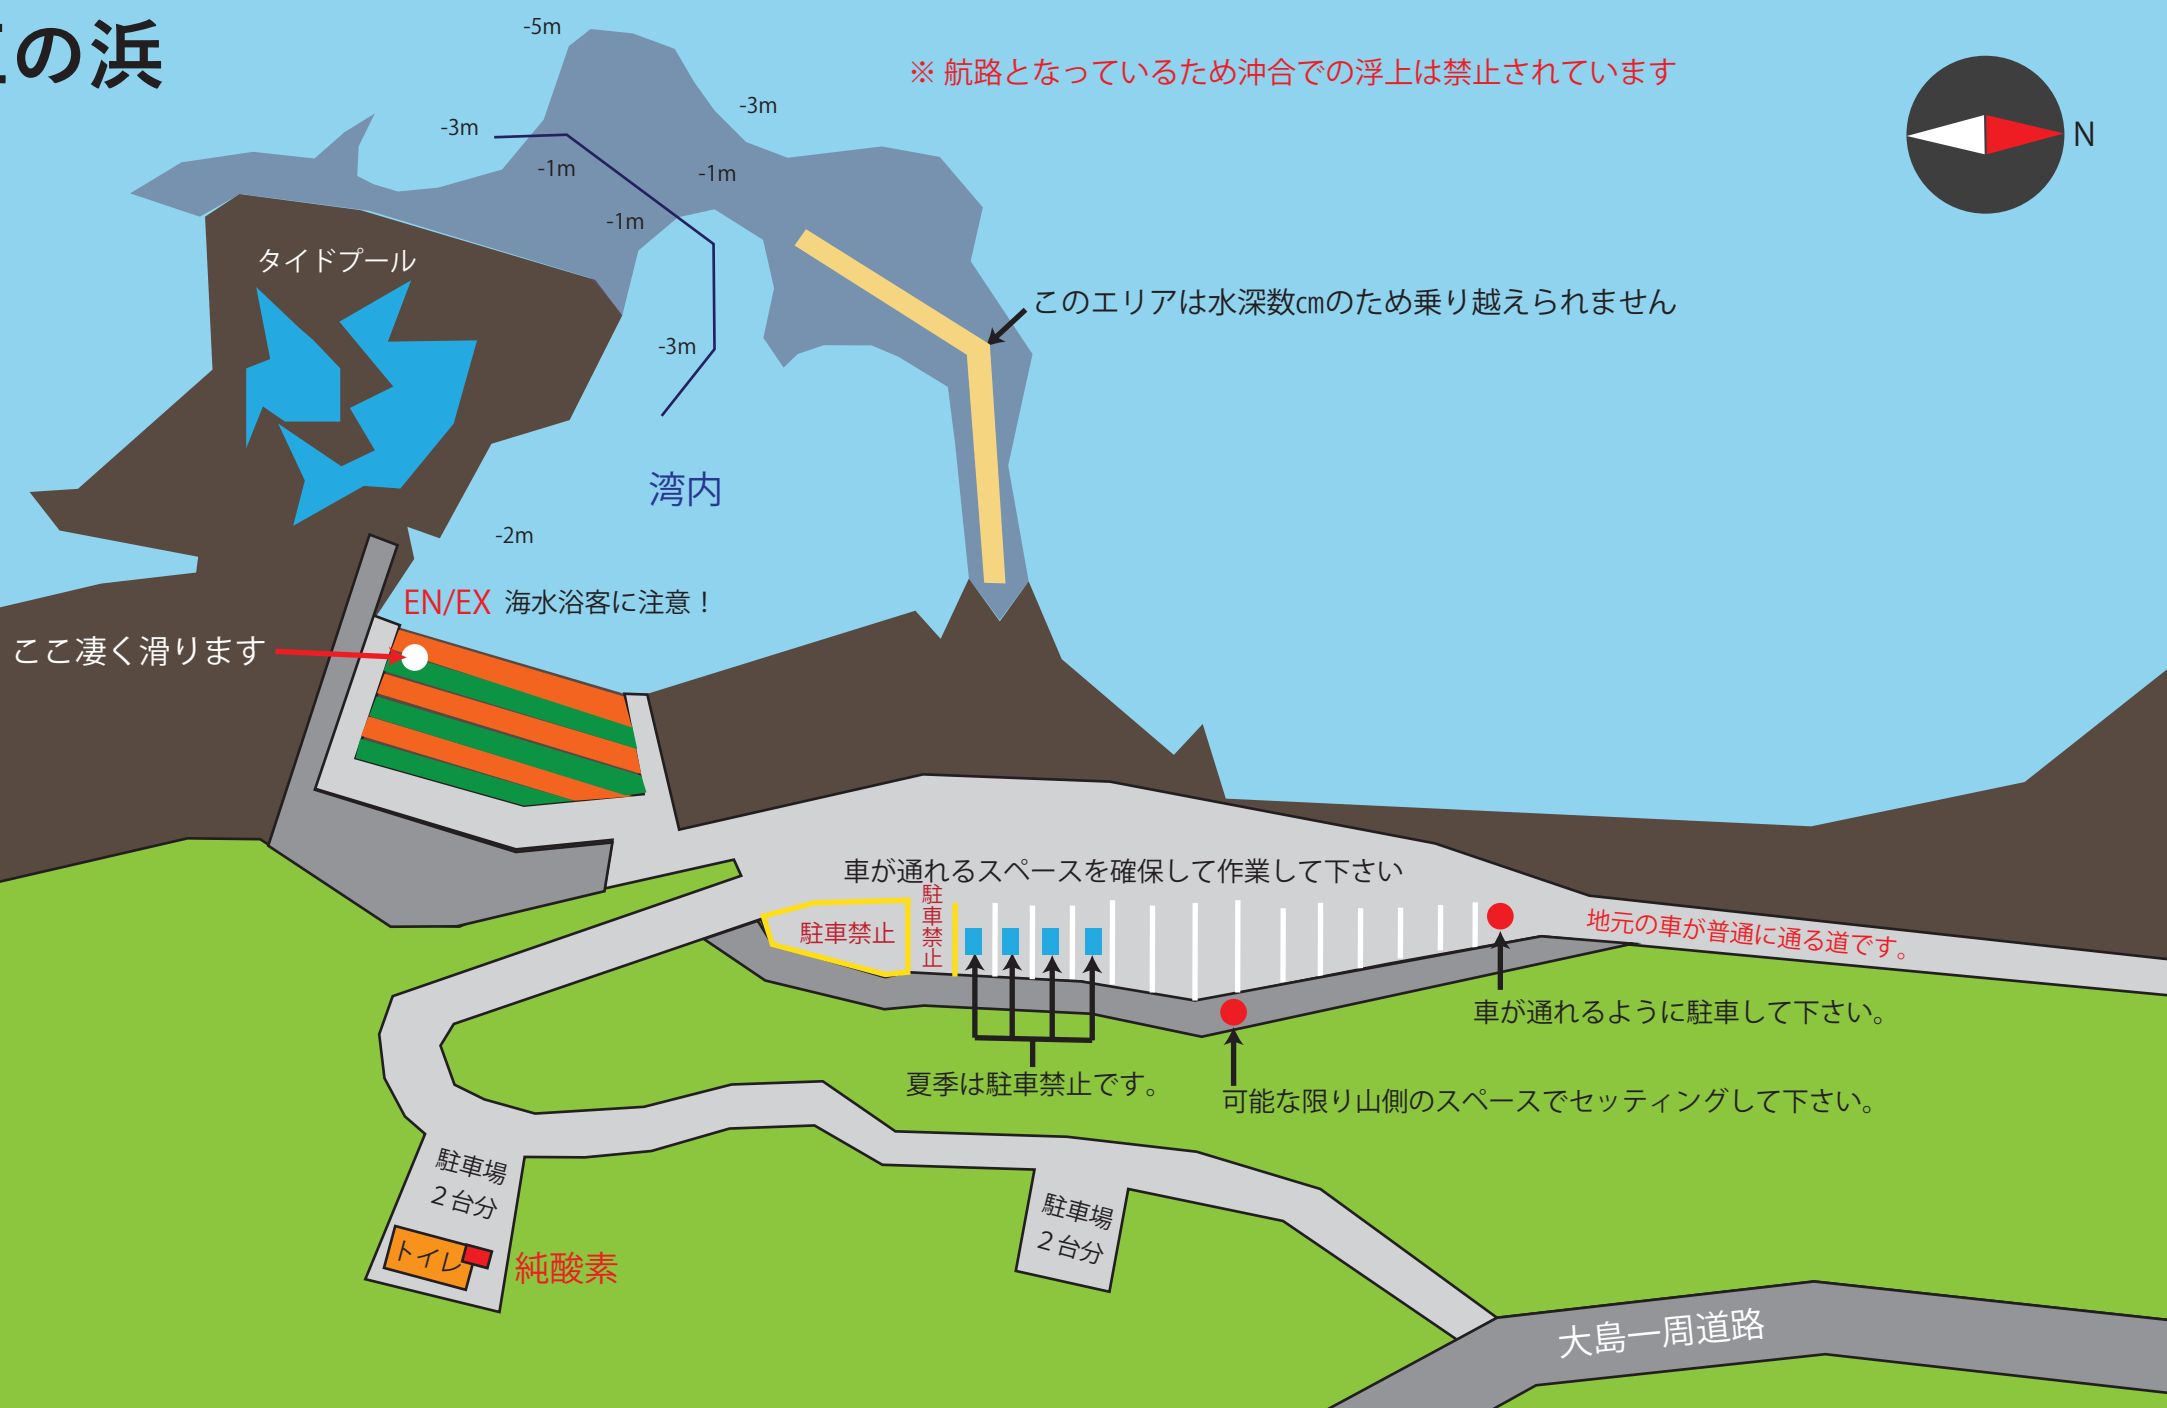 の浜
-5m
※ 航路となっているため沖合での浮上は禁止されています
-3m
-3m
N
-1m
-1m
-1m
タイドプール
このエリアは水深数㎝のため乗り越えられません
-3m
湾内
-2m
EN/EX 海水浴客に注意！
ここ凄く滑ります
車が通れるスペースを確保して作業して下さい
駐車禁止
駐車禁止
地元の車が普通に通る道です。
車が通れるように駐車して下さい。
夏季は駐車禁止です。
可能な限り山側のスペースでセッティングして下さい。
駐車場
２台分
トイレ
純酸素
駐車場
２台分
大島一周道路